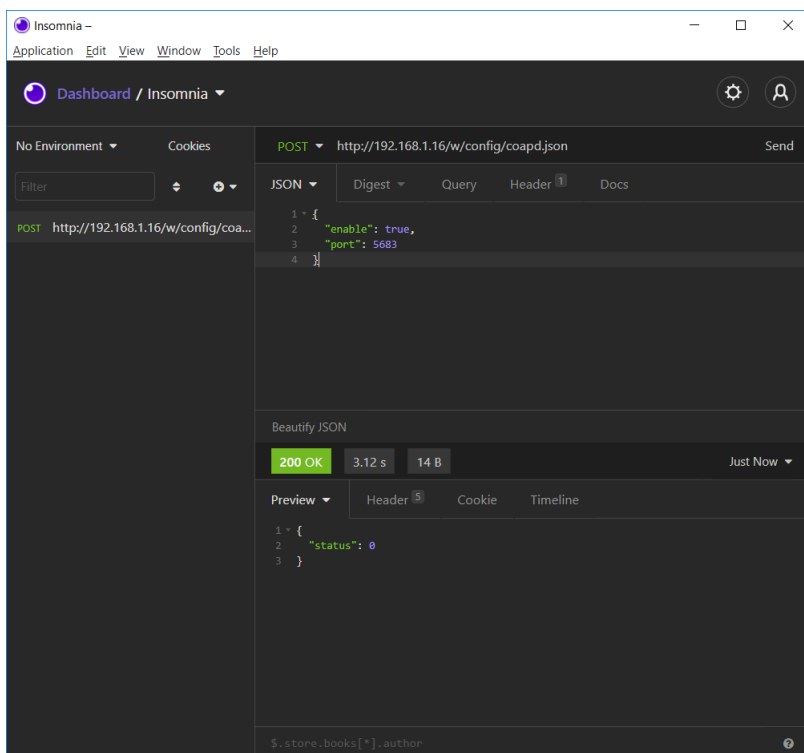 Insomnia –
Application Edit View Window Tools Help
Dashboard / Insomnia
No Environment Cookies
POST http://192.168.1.16/w/config/coapd.json Send
Filter
JSON Digest Query Header 1 Docs
POST http://192.168.1.16/w/config/coa...
1 {
2 "enable": true,
3 "port": 5683
4 }
Beautify JSON
200 OK 3.12 s 14 B Just Now
Preview Header 5 Cookie Timeline
1 {
2 "status": 0
3 }
$.store.books[*].author